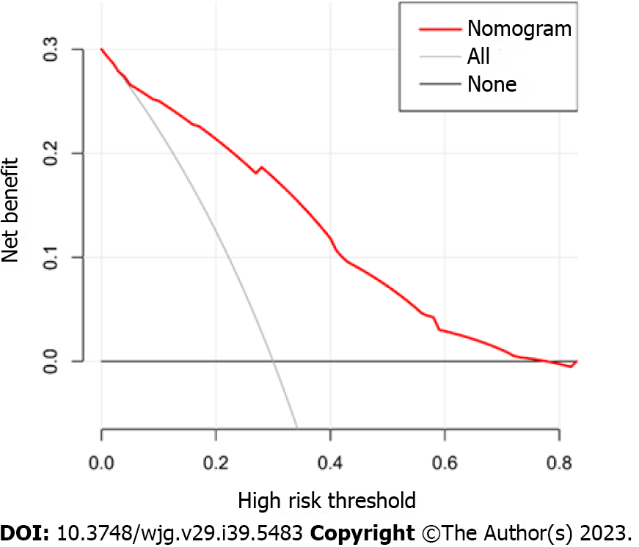 Nomogram
All
None
0.3
0.2
0.1
0.0
Net benefit
0.0 0.2 0.4 0.6 0.8
High risk threshold
DOI: 10.3748/wjg.v29.i39.5483 Copyright ©The Author(s) 2023.